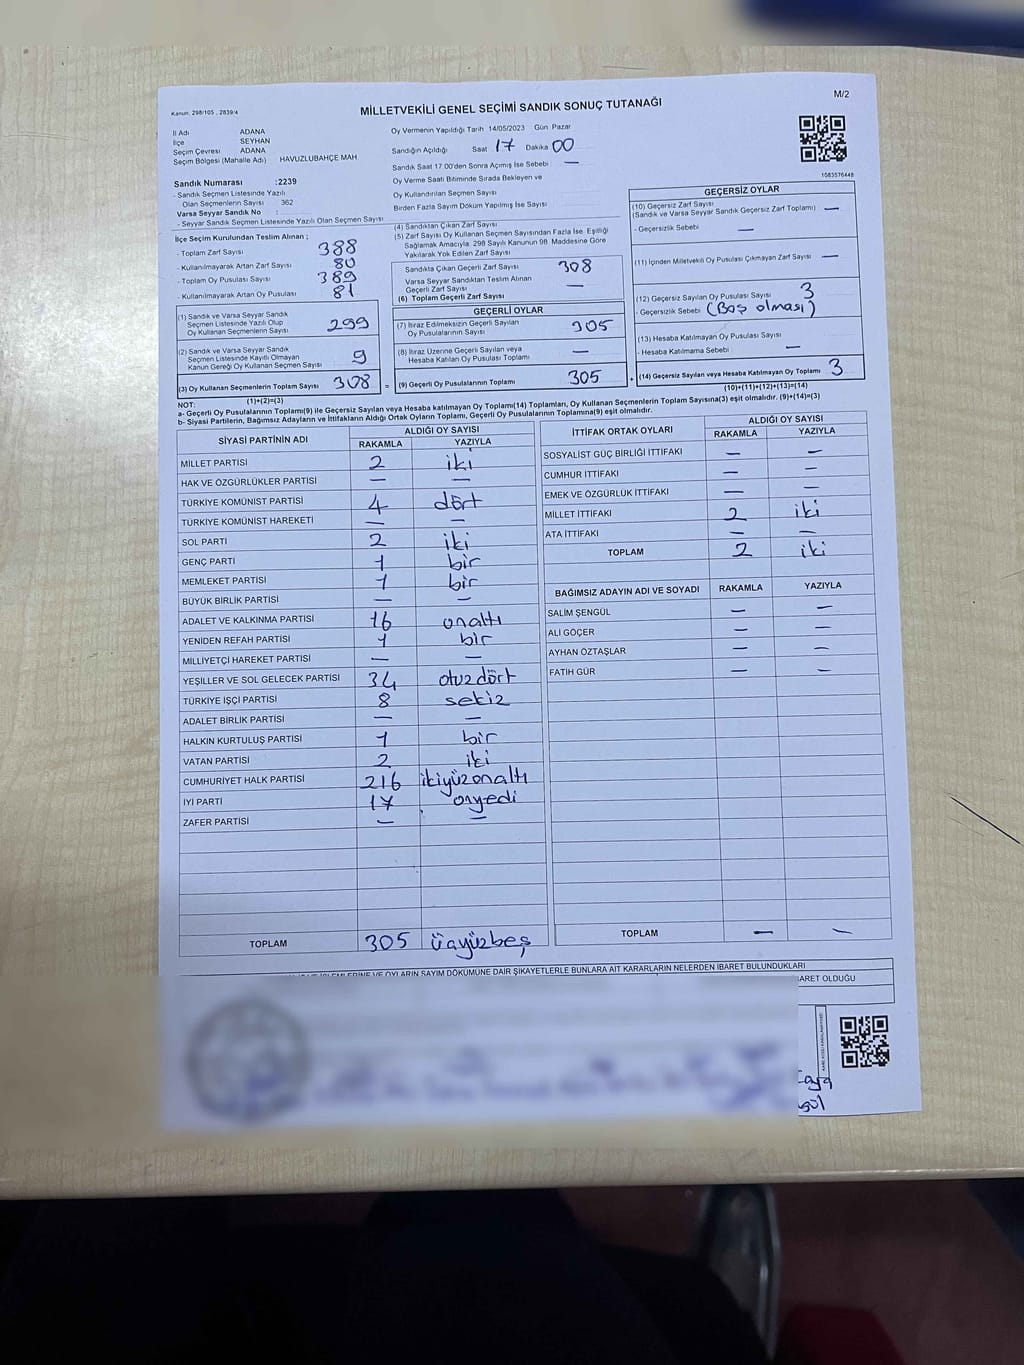 Kanun: 298/105 , 2839/4
MİLLETVEKİLİ GENEL SEÇİMİ SANDIK SONUÇ TUTANAĞI
M/2
İl Adı ADANA
İlçe SEYHAN
Seçim Çevresi ADANA
Seçim Bölgesi (Mahalle Adı) HAVUZLUBAHÇE MAH
Sandık Numarası :2239
- Sandık Seçmen Listesinde Yazılı
Olan Seçmenlerin Sayısı 362
Varsa Seyyar Sandık No :
- Seyyar Sandık Seçmen Listesinde Yazılı Olan Seçmen Sayısı
Oy Vermenin Yapıldığı Tarih 14/05/2023 Gün Pazar
Sandığın Açıldığı Saat 17 Dakika 00
Sandık Saat 17.00'den Sonra Açımış İse Sebebi —
Oy Verme Saati Bitiminde Sırada Bekleyen ve
Oy Kullandırılan Seçmen Sayısı
Birden Fazla Sayım Döküm Yapılmış İse Sayısı
1083576448
İlçe Seçim Kurulundan Teslim Alınan ;
- Toplam Zarf Sayısı 388
- Kullanılmayarak Artan Zarf Sayısı 80
- Toplam Oy Pusulası Sayısı 389
- Kullanılmayarak Artan Oy Pusulası 81
(1) Sandık ve Varsa Seyyar Sandık
Seçmen Listesinde Yazılı Olup
Oy Kullanan Seçmenlerin Sayısı 299
(2) Sandık ve Varsa Seyyar Sandık
Seçmen Listesinde Kayıtlı Olmayan
Kanun Gereği Oy Kullanan Seçmen Sayısı 9
(3) Oy Kullanan Seçmenlerin Toplam Sayısı 308 =
(1)+(2)=(3)
(4) Sandıktan Çıkan Zarf Sayısı
(5) Zarf Sayısı Oy Kullanan Seçmen Sayısından Fazla İse, Eşitliği
Sağlamak Amacıyla, 298 Sayılı Kanunun 98. Maddesine Göre
Yakılarak Yok Edilen Zarf Sayısı
Sandıkta Çıkan Geçerli Zarf Sayısı 308
Varsa Seyyar Sandıktan Teslim Alınan
Geçerli Zarf Sayısı —
(6) Toplam Geçerli Zarf Sayısı
GEÇERLİ OYLAR
(7) İtiraz Edilmeksizin Geçerli Sayılan
Oy Pusulalarının Sayısı 305
(8) İtiraz Üzerine Geçerli Sayılan veya
Hesaba Katılan Oy Pusulası Toplamı —
(9) Geçerli Oy Pusulalarının Toplamı 305 +
GEÇERSİZ OYLAR
(10) Geçersiz Zarf Sayısı
(Sandık ve Varsa Seyyar Sandık Geçersiz Zarf Toplamı) —
- Geçersizlik Sebebi —
(11) İçinden Milletvekili Oy Pusulası Çıkmayan Zarf Sayısı —
(12) Geçersiz Sayılan Oy Pusulası Sayısı 3
- Geçersizlik Sebebi (Boş olması)
(13) Hesaba Katılmayan Oy Pusulası Sayısı
- Hesaba Katılmama Sebebi —
(14) Geçersiz Sayılan veya Hesaba Katılmayan Oy Toplamı 3
(10)+(11)+(12)+(13)=(14)
NOT:
a- Geçerli Oy Pusulalarının Toplamı(9) ile Geçersiz Sayılan veya Hesaba katılmayan Oy Toplamı(14) Toplamları, Oy Kullanan Seçmenlerin Toplam Sayısına(3) eşit olmalıdır. (9)+(14)=(3)
b- Siyasi Partilerin, Bağımsız Adayların ve İttifakların Aldığı Ortak Oyların Toplamı, Geçerli Oy Pusulalarının Toplamına(9) eşit olmalıdır.
SİYASİ PARTİNİN ADI ALDIĞI OY SAYISI
RAKAMLA YAZIYLA
MİLLET PARTİSİ 2 iki
HAK VE ÖZGÜRLÜKLER PARTİSİ — —
TÜRKİYE KOMÜNİST PARTİSİ 4 dört
TÜRKİYE KOMÜNİST HAREKETİ — —
SOL PARTİ 2 iki
GENÇ PARTİ 1 bir
MEMLEKET PARTİSİ 1 bir
BÜYÜK BİRLİK PARTİSİ — —
ADALET VE KALKINMA PARTİSİ 16 onaltı
YENİDEN REFAH PARTİSİ 1 bir
MİLLİYETÇİ HAREKET PARTİSİ — —
YEŞİLLER VE SOL GELECEK PARTİSİ 34 otuzdört
TÜRKİYE İŞÇİ PARTİSİ 8 sekiz
ADALET BİRLİK PARTİSİ — —
HALKIN KURTULUŞ PARTİSİ 1 bir
VATAN PARTİSİ 2 iki
CUMHURİYET HALK PARTİSİ 216 ikiyüzonaltı
İYİ PARTİ 17 onyedi
ZAFER PARTİSİ — —
TOPLAM 305 üçyüzbeş
İTTİFAK ORTAK OYLARI ALDIĞI OY SAYISI
RAKAMLA YAZIYLA
SOSYALİST GÜÇ BİRLİĞİ İTTİFAKI — —
CUMHUR İTTİFAKI — —
EMEK VE ÖZGÜRLÜK İTTİFAKI — —
MİLLET İTTİFAKI 2 iki
ATA İTTİFAKI — —
TOPLAM 2 iki
BAĞIMSIZ ADAYIN ADI VE SOYADI RAKAMLA YAZIYLA
SALİM ŞENGÜL — —
ALİ GÖÇER — —
AYHAN ÖZTAŞLAR — —
FATİH GÜR — —
TOPLAM — —
İŞLEMLERİNE VE OYLARIN SAYIM DÖKÜMÜNE DAİR ŞİKAYETLERLE BUNLARA AİT KARARLARIN NELERDEN İBARET BULUNDUKLARI
BARET OLDUĞU